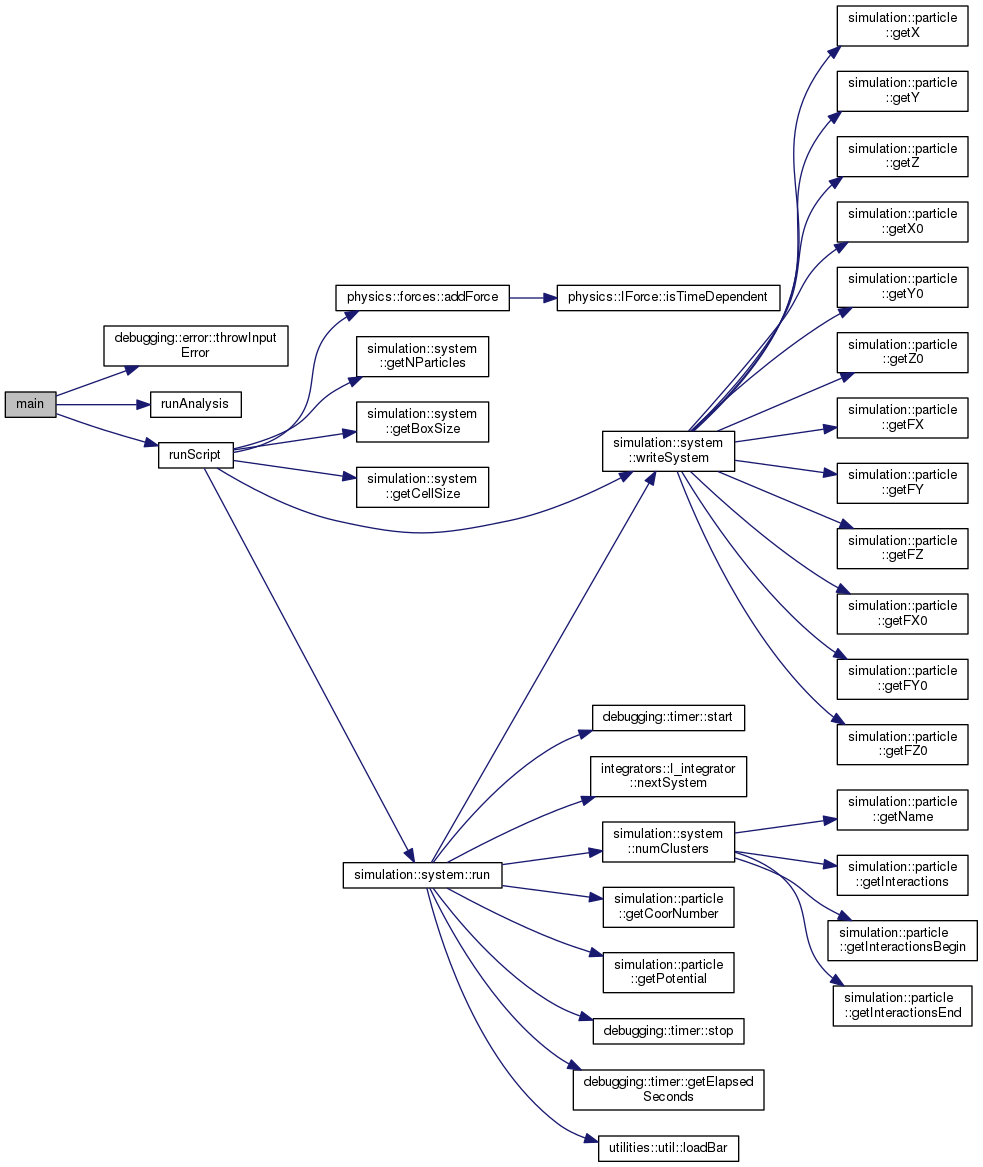 main
debugging::error::throwInput
Error
runAnalysis
runScript
physics::forces::addForce
simulation::system
::getNParticles
simulation::system
::getBoxSize
simulation::system
::getCellSize
simulation::system::run
physics::IForce::isTimeDependent
simulation::system
::writeSystem
debugging::timer::start
integrators::I_integrator
::nextSystem
simulation::system
::numClusters
simulation::particle
::getCoorNumber
simulation::particle
::getPotential
debugging::timer::stop
debugging::timer::getElapsed
Seconds
utilities::util::loadBar
simulation::particle
::getX
simulation::particle
::getY
simulation::particle
::getZ
simulation::particle
::getX0
simulation::particle
::getY0
simulation::particle
::getZ0
simulation::particle
::getFX
simulation::particle
::getFY
simulation::particle
::getFZ
simulation::particle
::getFX0
simulation::particle
::getFY0
simulation::particle
::getFZ0
simulation::particle
::getName
simulation::particle
::getInteractions
simulation::particle
::getInteractionsBegin
simulation::particle
::getInteractionsEnd